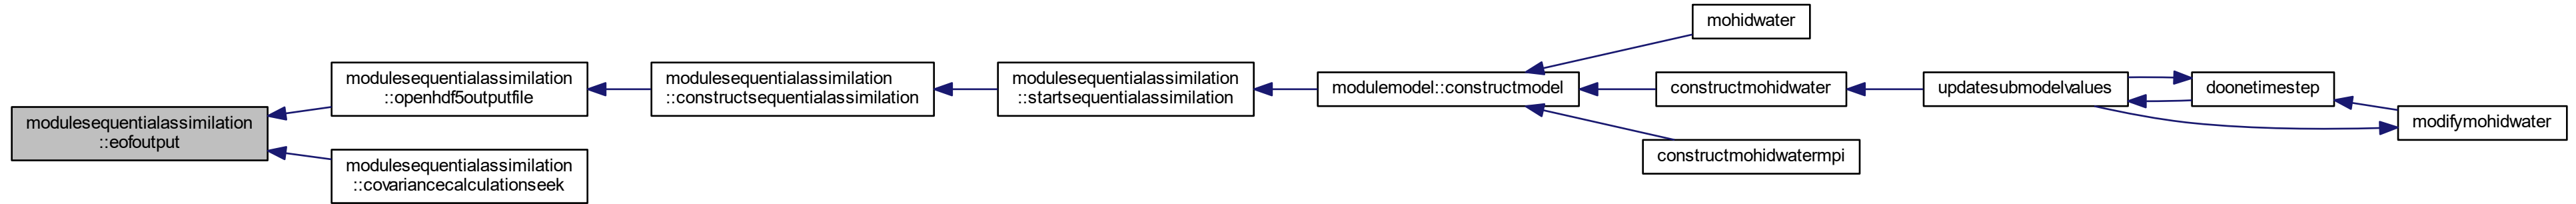 modulesequentialassimilation
::eofoutput
modulesequentialassimilation
::openhdf5outputfile
modulesequentialassimilation
::covariancecalculationseek
modulesequentialassimilation
::constructsequentialassimilation
modulesequentialassimilation
::startsequentialassimilation
modulemodel::constructmodel
mohidwater
constructmohidwater
constructmohidwatermpi
updatesubmodelvalues
doonetimestep
modifymohidwater